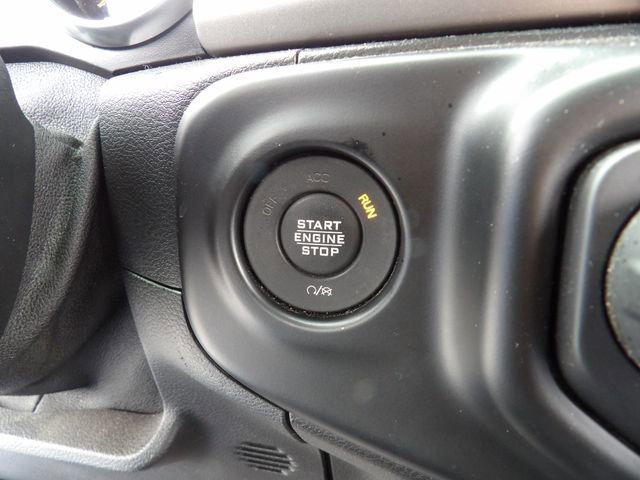 OFF
ACC
RUN
START
ENGINE
STOP